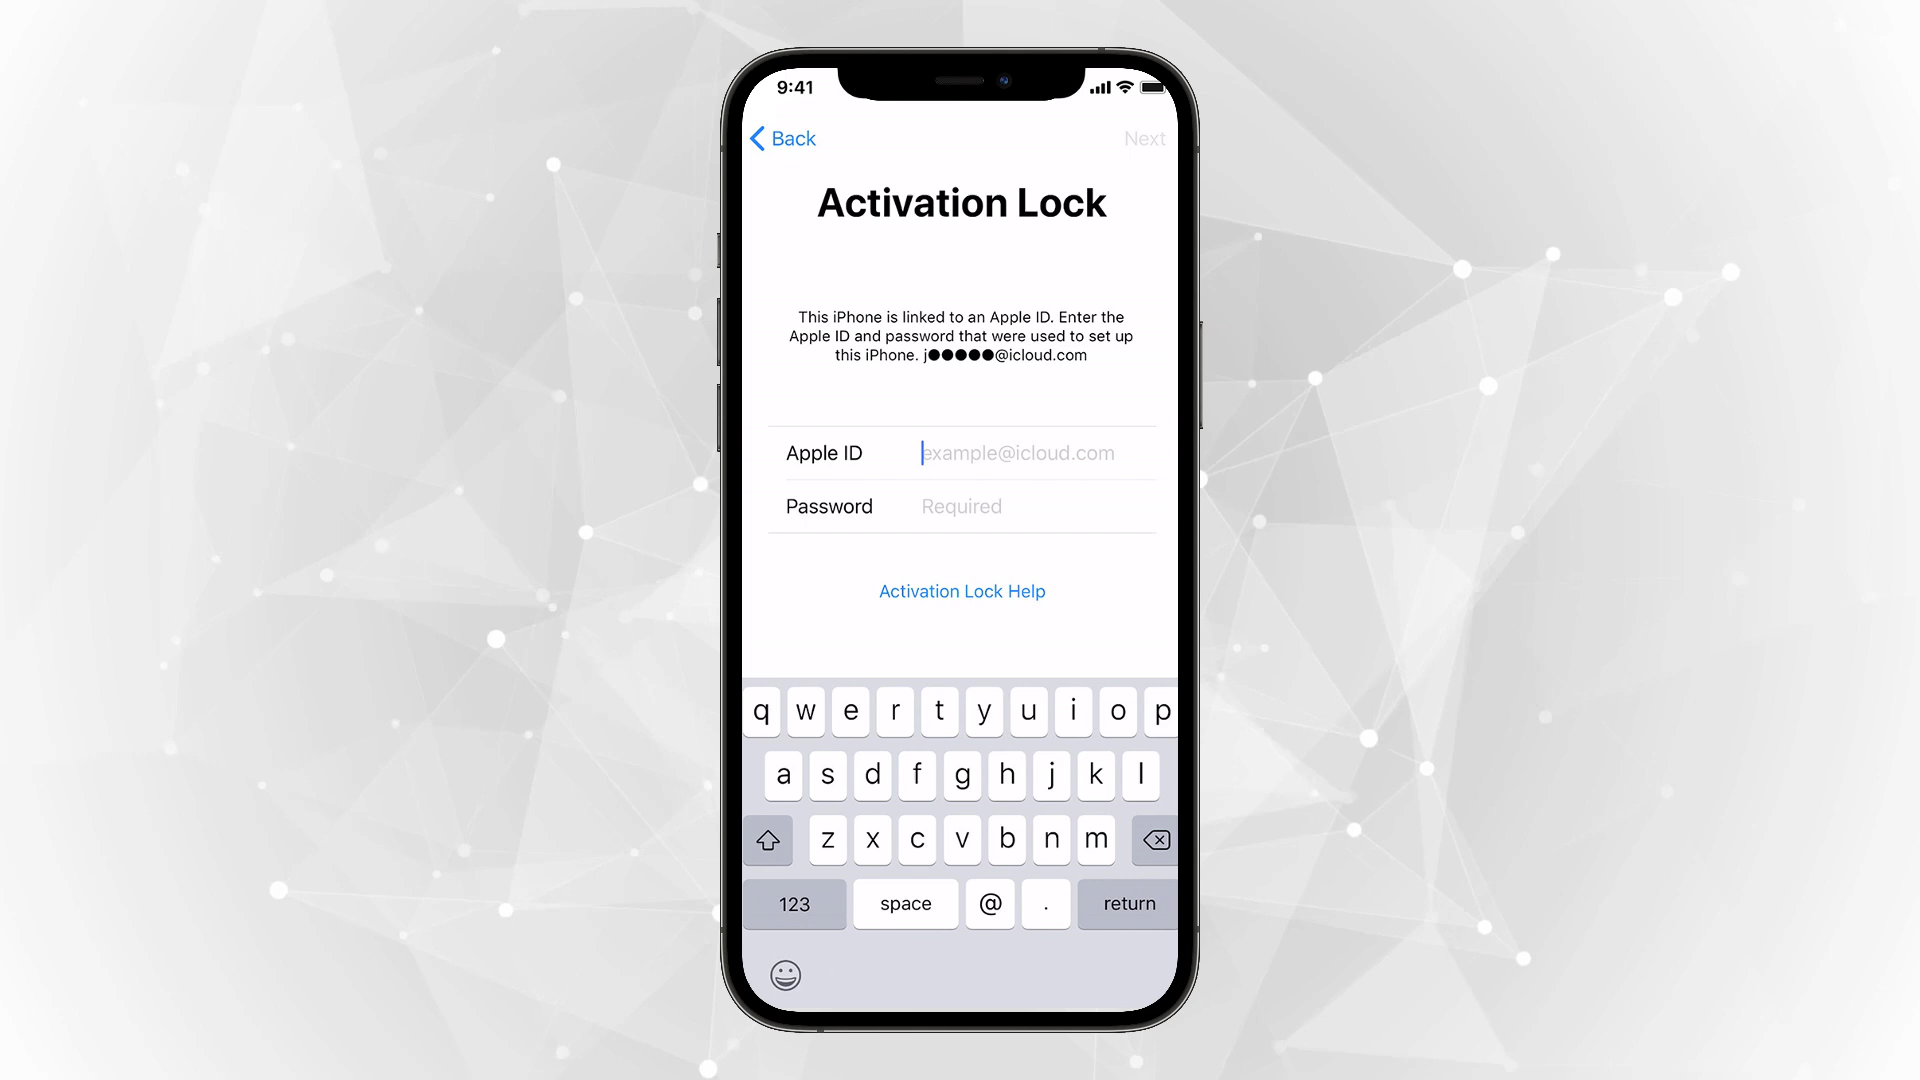 9:41
Back
Next
Activation Lock
This iPhone is linked to an Apple ID. Enter the
Apple ID and password that were used to set up
this iPhone. j●●●●●@icloud.com
Apple ID example@icloud.com
Password Required
Activation Lock Help
q w e r t y u i o p
a s d f g h j k l
z x c v b n m
123 space @ . return